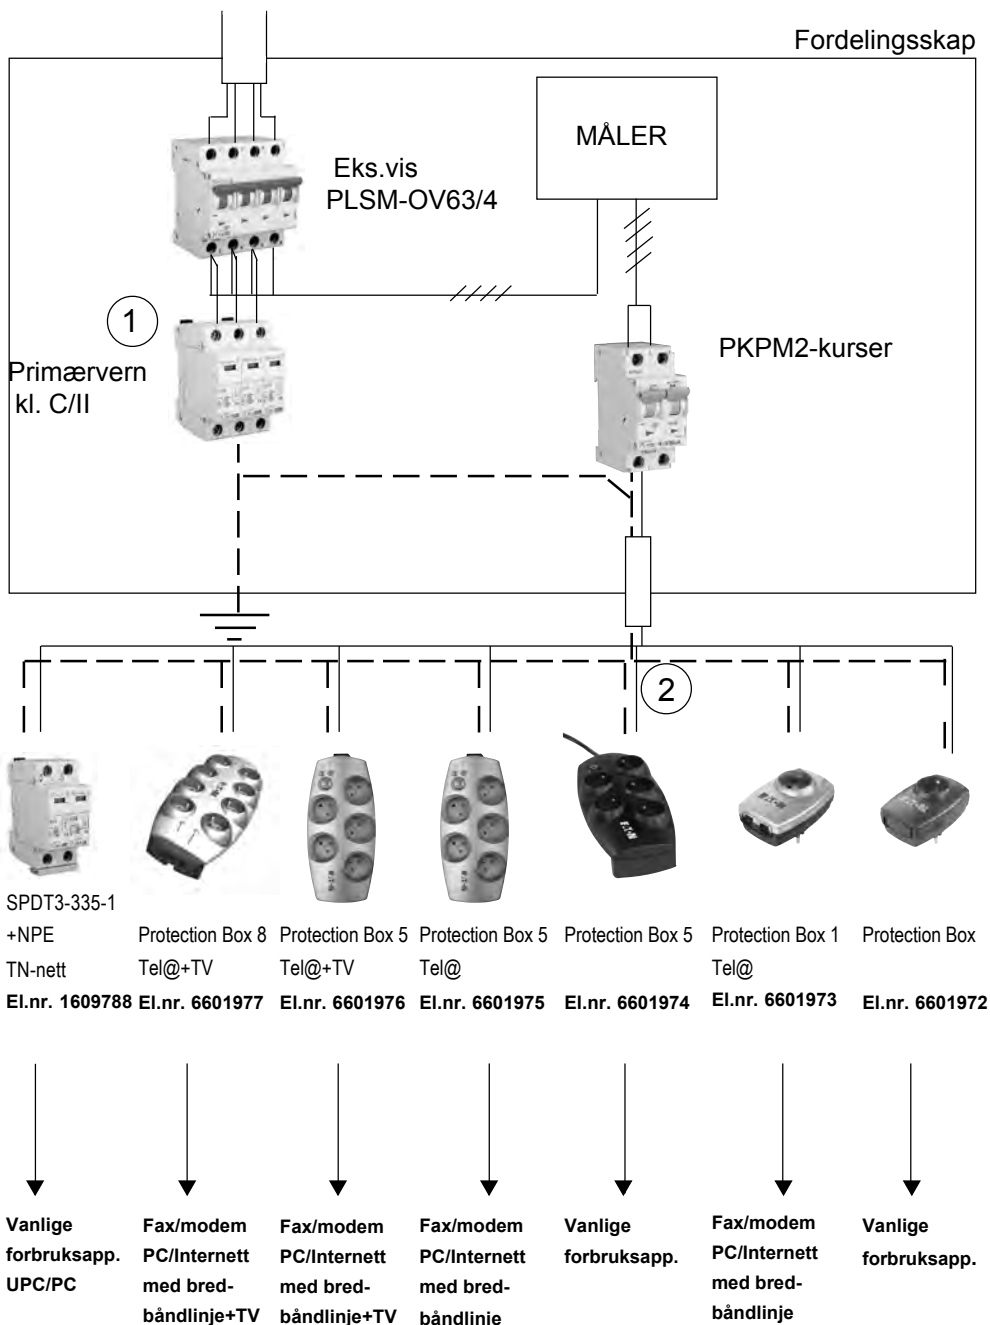 Fordelingsskap
MÅLER
Eks.vis
PLSM-OV63/4
1
Primærvern
kl. C/II
PKPM2-kurser
2
SPDT3-335-1
+NPE
TN-nett
El.nr. 1609788
Protection Box 8
Tel@+TV
El.nr. 6601977
Protection Box 5
Tel@+TV
El.nr. 6601976
Protection Box 5
Tel@
El.nr. 6601975
Protection Box 5
El.nr. 6601974
Protection Box 1
Tel@
El.nr. 6601973
Protection Box
El.nr. 6601972
Vanlige
forbruksapp.
UPC/PC
Fax/modem
PC/Internett
med bred-
båndlinje+TV
Fax/modem
PC/Internett
med bred-
båndlinje+TV
Fax/modem
PC/Internett
med bred-
båndlinje
Vanlige
forbruksapp.
Fax/modem
PC/Internett
med bred-
båndlinje
Vanlige
forbruksapp.